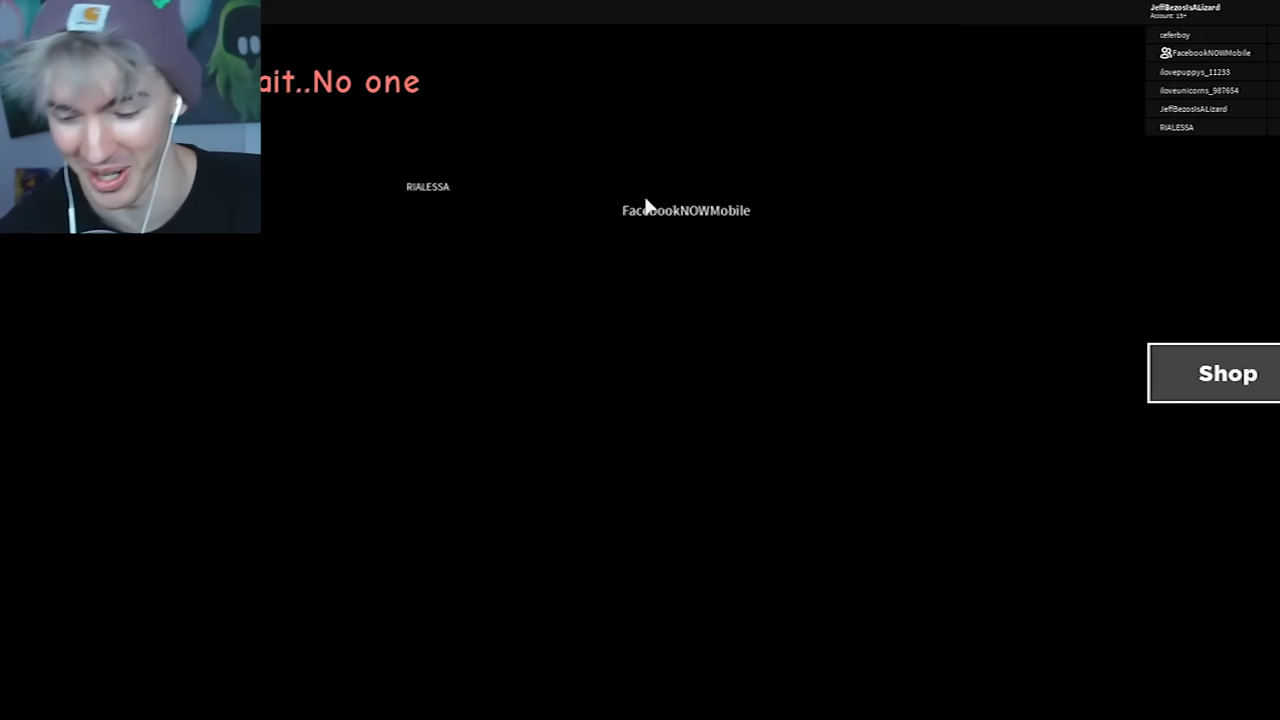 JeffBezosIsALizard
Account: 13+
ceferboy
FacebookNOWMobile
ilovepuppys_11233
iloveunicorns_987654
JeffBezosIsALizard
RIALESSA
ait..No one
RIALESSA
FacebookNOWMobile
Shop